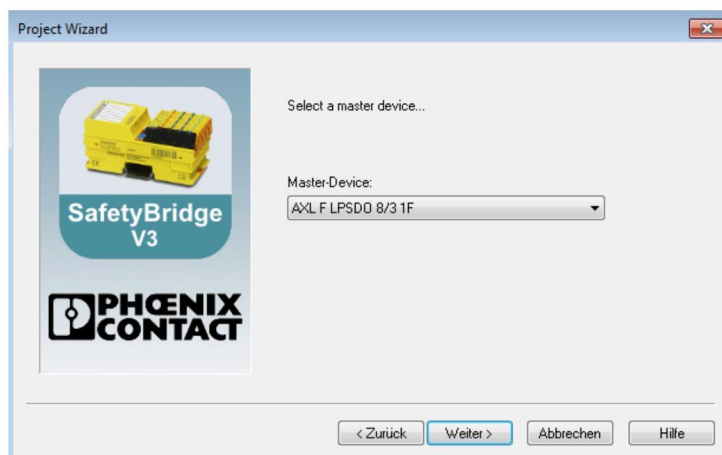 Project Wizard
Select a master device...
Master-Device:
AXL F LPSDO 8/3 1F
SafetyBridge
V3
PHŒNIX
CONTACT
< Zurück
Weiter >
Abbrechen
Hilfe